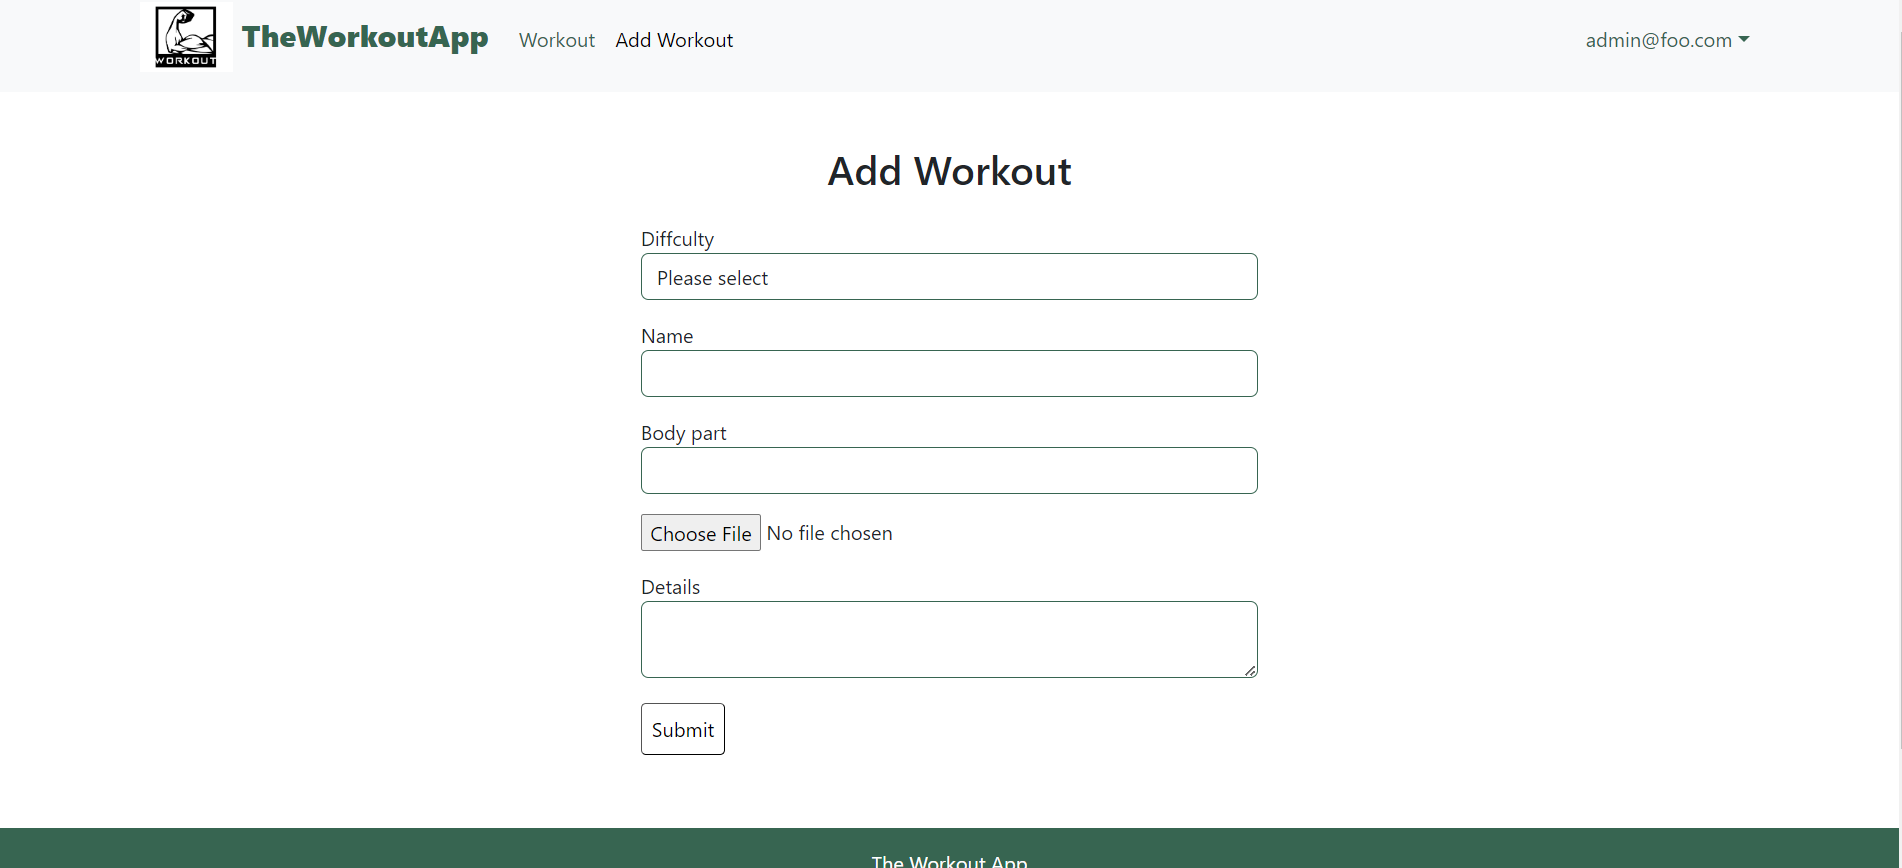 WORKOUT
TheWorkoutApp Workout Add Workout admin@foo.com
Add Workout
Diffculty
Please select
Name
Body part
Choose File No file chosen
Details
Submit
The Workout App